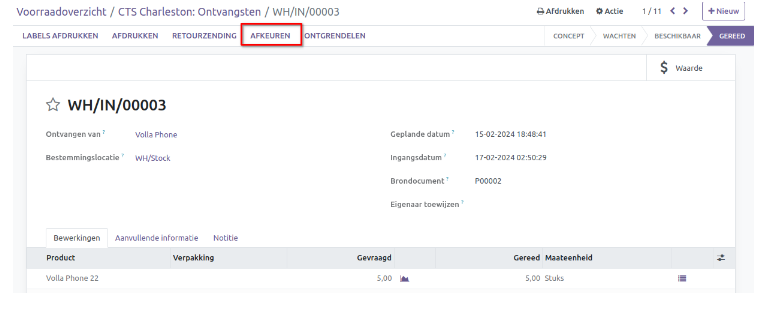 Voorraadoverzicht / CTS Charleston: Ontvangsten / WH/IN/00003 Afdrukken Actie 1 / 11 + Nieuw
LABELS AFDRUKKEN AFDRUKKEN RETOURZENDING AFKEUREN ONTGRENDELEN CONCEPT WACHTEN BESCHIKBAAR GEREED
$ Waarde
WH/IN/00003
Ontvangen van ? Volla Phone Geplande datum ? 15-02-2024 18:48:41
Bestemmingslocatie ? WH/Stock Ingangsdatum ? 17-02-2024 02:50:29
Brondocument ? P00002
Eigenaar toewijzen ?
Bewerkingen Aanvullende informatie Notitie
Product Verpakking Gevraagd Gereed Maateenheid
Volla Phone 22 5,00 5,00 Stuks